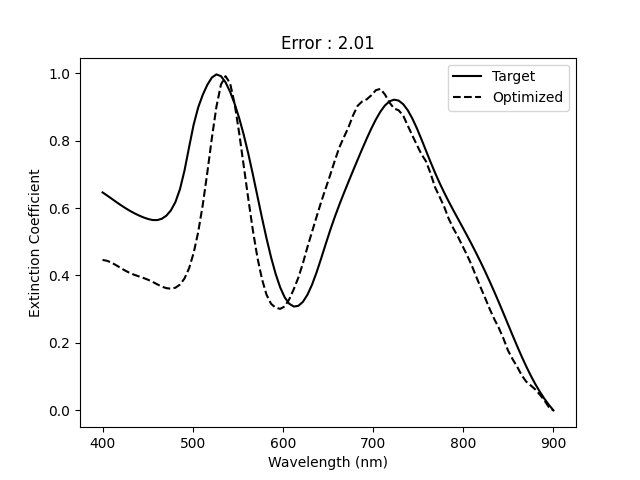 Error : 2.01
Target
Optimized
Extinction Coefficient
1.0
0.8
0.6
0.4
0.2
0.0
400 500 600 700 800 900
Wavelength (nm)